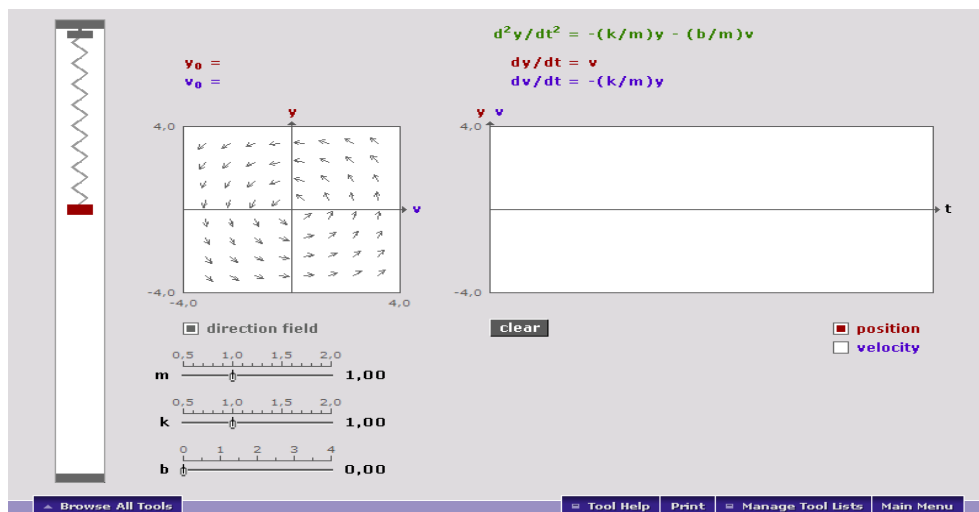 d²y/dt² = -(k/m)y - (b/m)v
y₀ =
v₀ =
dy/dt = v
dv/dt = -(k/m)y
y
4,0
v
-4,0
-4,0
4,0
y v
4,0
t
-4,0
direction field
clear
position
velocity
0,5 1,0 1,5 2,0
m 1,00
0,5 1,0 1,5 2,0
k 1,00
0 1 2 3 4
b 0,00
Browse All Tools
Tool Help
Print
Manage Tool Lists
Main Menu